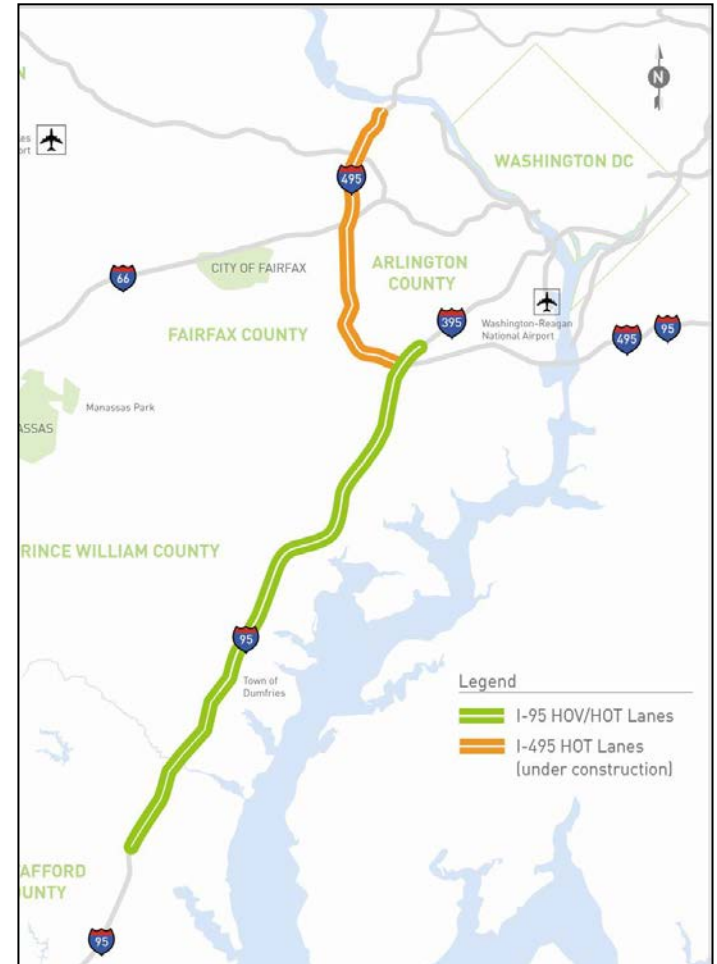 N
N
WASHINGTON DC
495
ort
CITY OF FAIRFAX
ARLINGTON
COUNTY
66
395
Washington-Reagan
National Airport
FAIRFAX COUNTY
495
95
Manassas Park
ASSAS
RINCE WILLIAM COUNTY
95
Town of
Dumfries
Legend
I-95 HOV/HOT Lanes
I-495 HOT Lanes
(under construction)
AFFORD
OUNTY
95